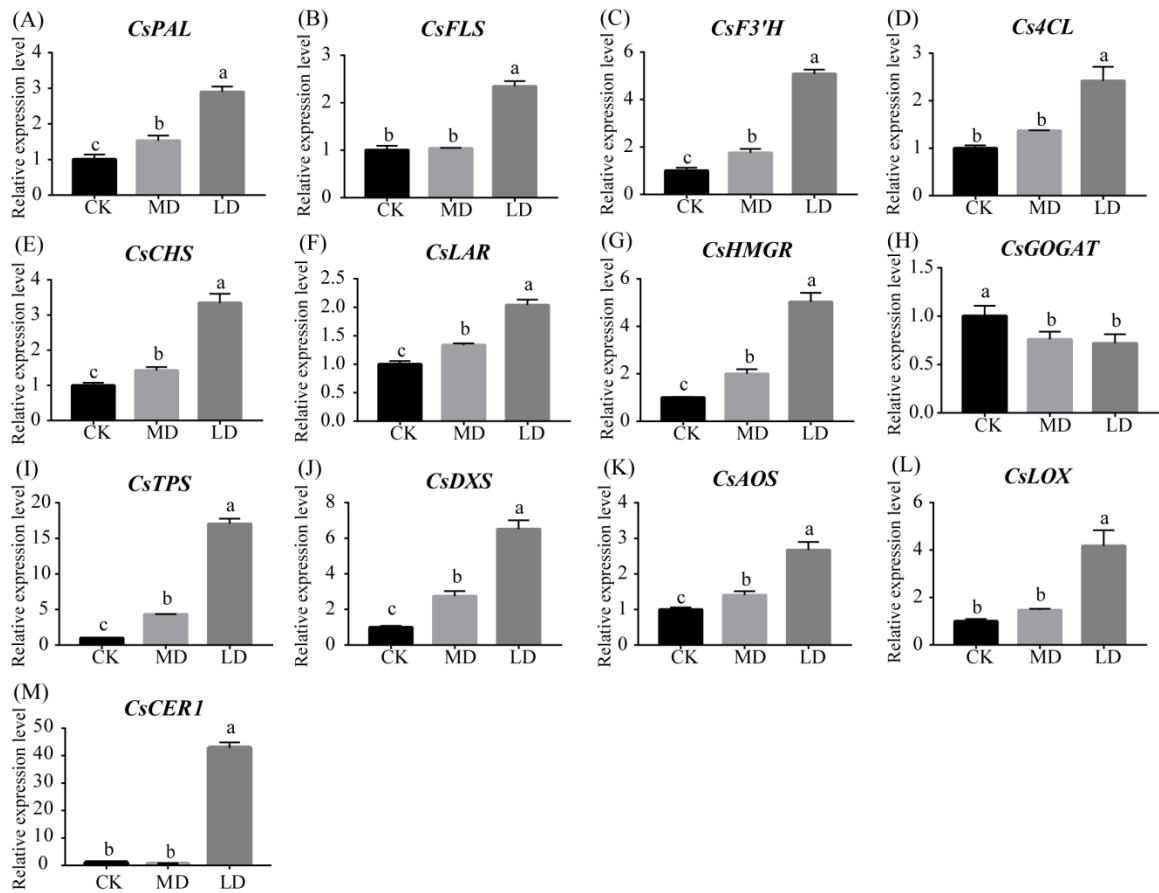 (A) CsPAL
Relative expression level
4
3
2
1
0
c b a
CK MD LD
(B) CsFLS
Relative expression level
3
2
1
0
b b a
CK MD LD
(C) CsF3'H
Relative expression level
6
4
2
0
c b a
CK MD LD
(D) Cs4CL
Relative expression level
3
2
1
0
b b a
CK MD LD
(E) CsCHS
Relative expression level
4
3
2
1
0
c b a
CK MD LD
(F) CsLAR
Relative expression level
2.5
2.0
1.5
1.0
0.5
0.0
c b a
CK MD LD
(G) CsHMGR
Relative expression level
6
4
2
0
c b a
CK MD LD
(H) CsGOGAT
Relative expression level
1.5
1.0
0.5
0.0
a b b
CK MD LD
(I) CsTPS
Relative expression level
20
15
10
5
0
c b a
CK MD LD
(J) CsDXS
Relative expression level
8
6
4
2
0
c b a
CK MD LD
(K) CsAOS
Relative expression level
4
3
2
1
0
c b a
CK MD LD
(L) CsLOX
Relative expression level
6
4
2
0
b b a
CK MD LD
(M) CsCER1
Relative expression level
50
40
30
20
10
0
b b a
CK MD LD